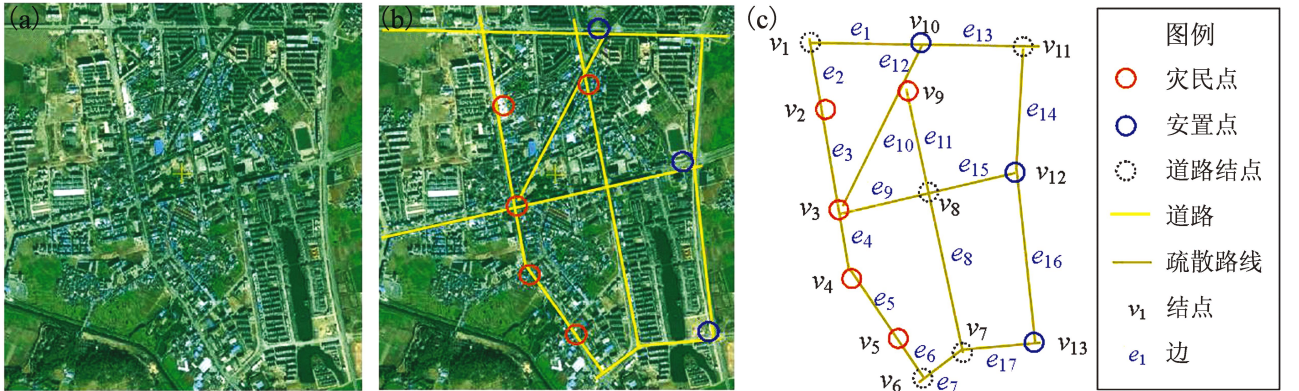 (a)
(b)
(c)
v1
e1
v10
e13
v11
e2
e12
v9
v2
e14
e3
e10
e11
e15
v12
v3
e9
v8
e4
e8
e16
v4
e5
v5
e6
v7
v13
v6
e7
e17
图例
灾民点
安置点
道路结点
道路
疏散路线
v1 结点
e1 边